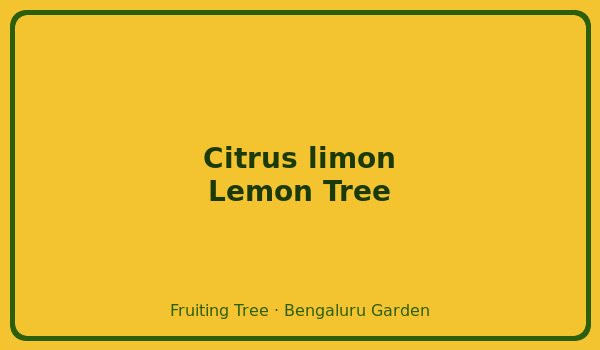 Citrus limon
Lemon Tree
Fruiting Tree · Bengaluru Garden